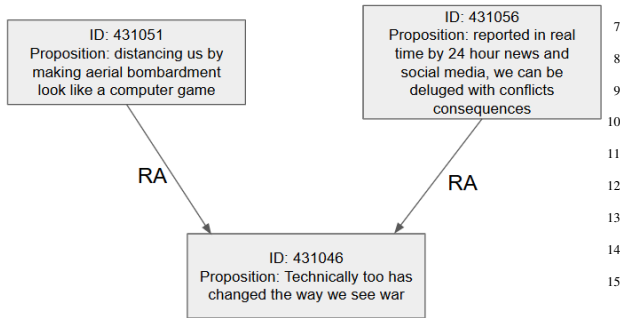 ID: 431051
Proposition: distancing us by
making aerial bombardment
look like a computer game
ID: 431056
Proposition: reported in real
time by 24 hour news and
social media, we can be
deluged with conflicts
consequences
RA
RA
ID: 431046
Proposition: Technically too has
changed the way we see war
7
8
9
10
11
12
13
14
15